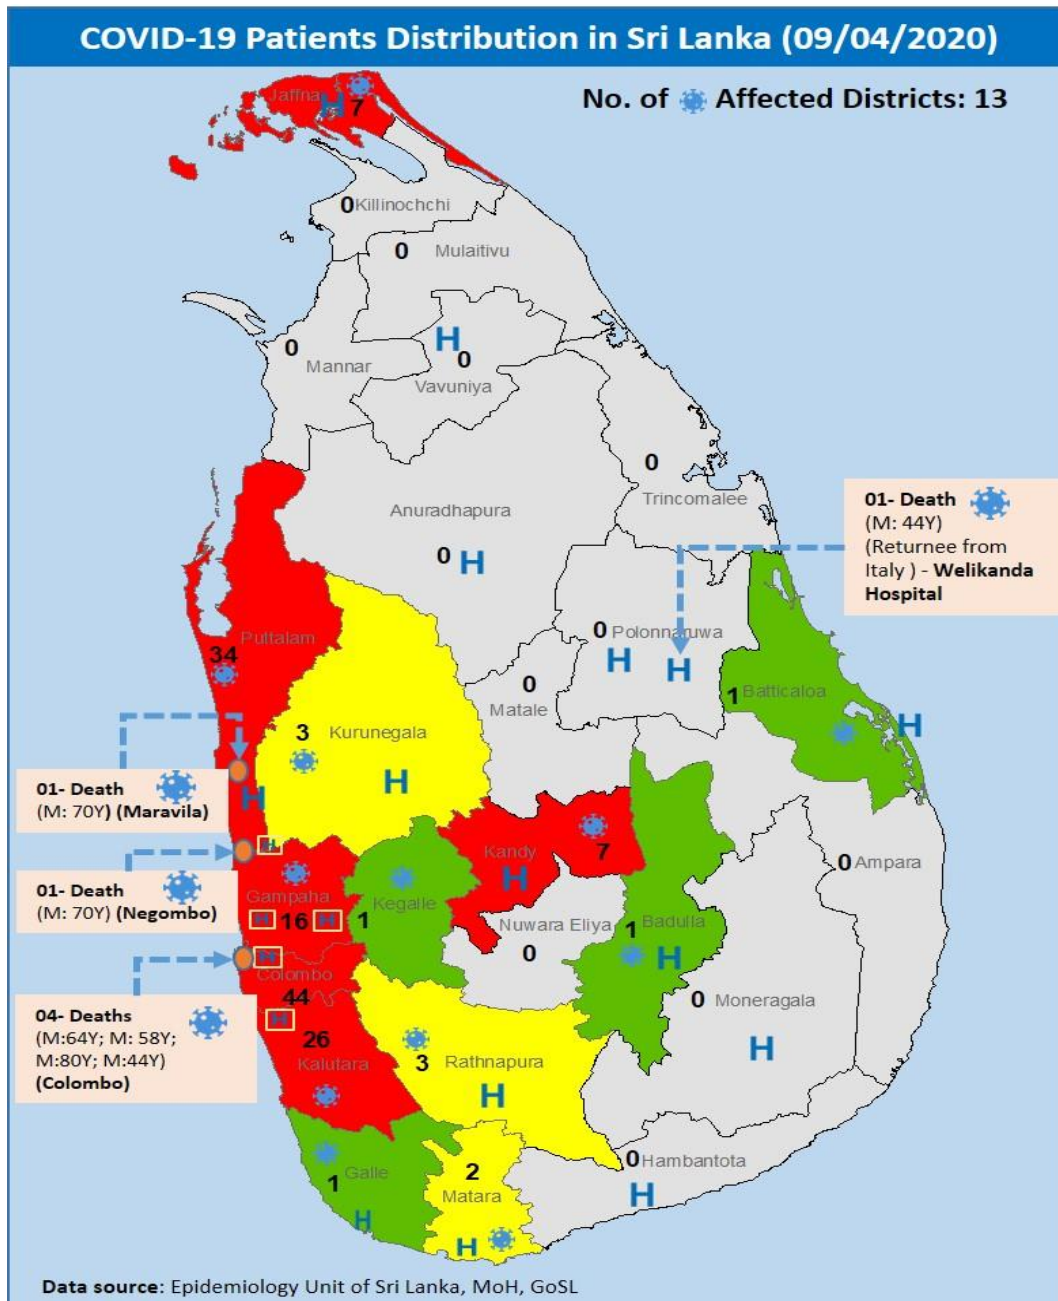 COVID-19 Patients Distribution in Sri Lanka (09/04/2020)
No. of Affected Districts: 13
Jaffna
H
7
0 Killinochchi
0 Mulaitivu
H
0
Mannar
0
Vavuniya
0
Trincomalee
Anuradhapura
0 H
01- Death
(M: 44Y)
(Returnee from
Italy ) - Welikanda
Hospital
Puttalam
34
0 Polonnaruwa
H H
0
Matale
1 Batticaloa
H
3 Kurunegala
H
01- Death
(M: 70Y) (Maravila)
H
H
01- Death
(M: 70Y) (Negombo)
Gampaha
H 16 H
Kegalle
1
Kandy
7
H
0 Ampara
Nuwara Eliya
0
1 Badulla
H
H
Colombo
44
04- Deaths
(M:64Y; M: 58Y;
M:80Y; M:44Y)
(Colombo)
H
26
Kalutara
0 Moneragala
H
3 Rathnapura
H
Galle
1
H
2
Matara
H
0 Hambantota
H
Data source: Epidemiology Unit of Sri Lanka, MoH, GoSL